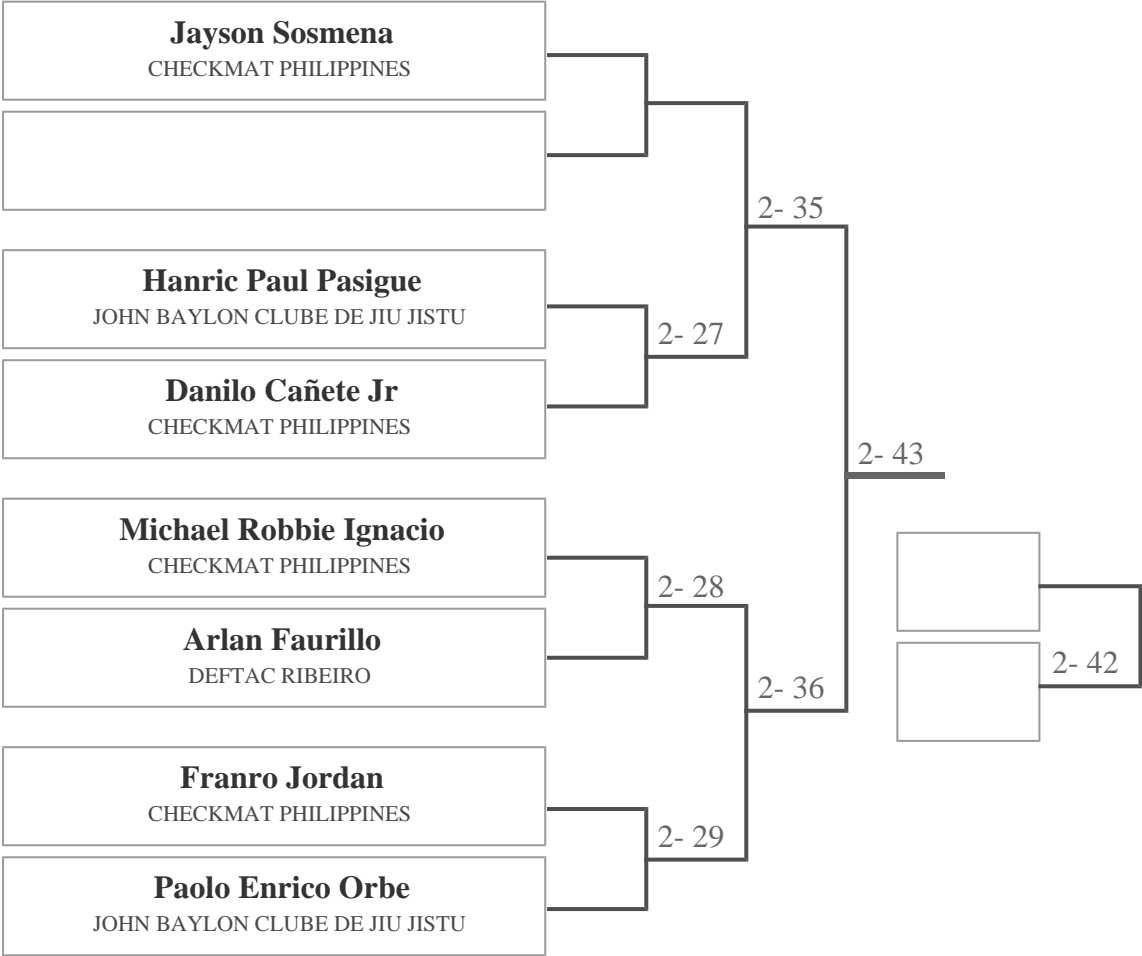 Jayson Sosmena
CHECKMAT PHILIPPINES
2- 35
Hanric Paul Pasigue
JOHN BAYLON CLUBE DE JIU JISTU
2- 27
Danilo Cañete Jr
CHECKMAT PHILIPPINES
2- 43
Michael Robbie Ignacio
CHECKMAT PHILIPPINES
2- 28
Arlan Faurillo
DEFTAC RIBEIRO
2- 42
2- 36
Franro Jordan
CHECKMAT PHILIPPINES
2- 29
Paolo Enrico Orbe
JOHN BAYLON CLUBE DE JIU JISTU